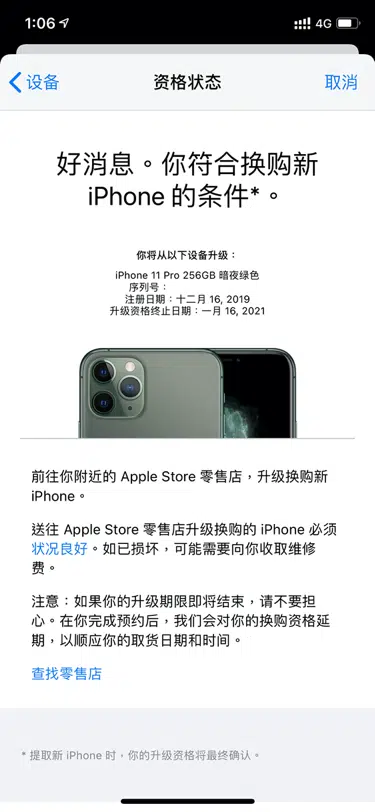 1:06
4G
设备
资格状态
取消
好消息。你符合换购新
iPhone 的条件*。
你将从以下设备升级：
iPhone 11 Pro 256GB 暗夜绿色
序列号：
注册日期：十二月 16, 2019
升级资格终止日期：一月 16, 2021
前往你附近的 Apple Store 零售店，升级换购新
iPhone。
送往 Apple Store 零售店升级换购的 iPhone 必须
状况良好。如已损坏，可能需要向你收取维修
费。
注意：如果你的升级期限即将结束，请不要担
心。在你完成预约后，我们会对你的换购资格延
期，以顺应你的取货日期和时间。
查找零售店
* 提取新 iPhone 时，你的升级资格将最终确认。